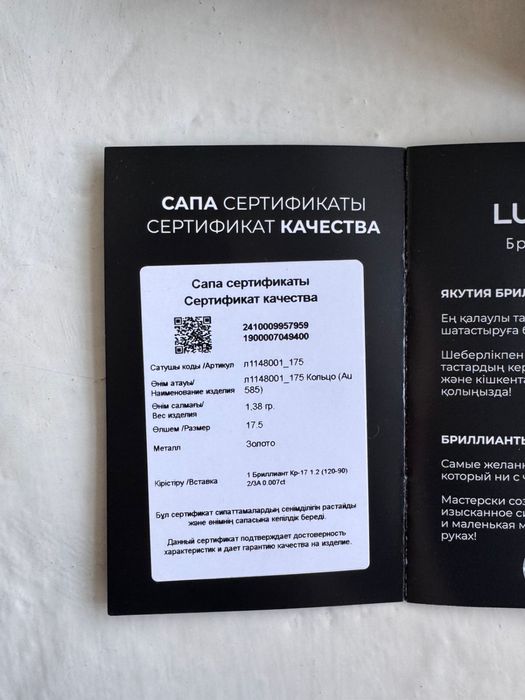 САПА СЕРТИФИКАТЫ
СЕРТИФИКАТ КАЧЕСТВА
Сапа сертификаты
Сертификат качества
2410009957959
1900007049400
Сатушы коды /Артикул л1148001_175
Өнім атауы/
Наименование изделия
л1148001_175 Кольцо (Au
585)
Өнім салмағы/
Вес изделия
1,38 гр.
Өлшем /Размер 17.5
Металл Золото
Кірістіру /Вставка
1 Бриллиант Кр-17 1.2 (120-90)
2/3А 0.007ct
Бұл сертификат сипаттамалардың сенімділігін растайды
және өнімнің сапасына кепілдік береді.
Данный сертификат подтверждает достоверность
характеристик и дает гарантию качества на изделие.
LU
Бр
ЯКУТИЯ БРИЛ
Ең қалаулы та
шатастыруға б
Шеберлікпен
тастардың кер
және кішкента
қолыңызда!
БРИЛЛИАНТЫ
Самые желанн
который ни с ч
Мастерски соз
изысканное си
и маленькая м
руках!